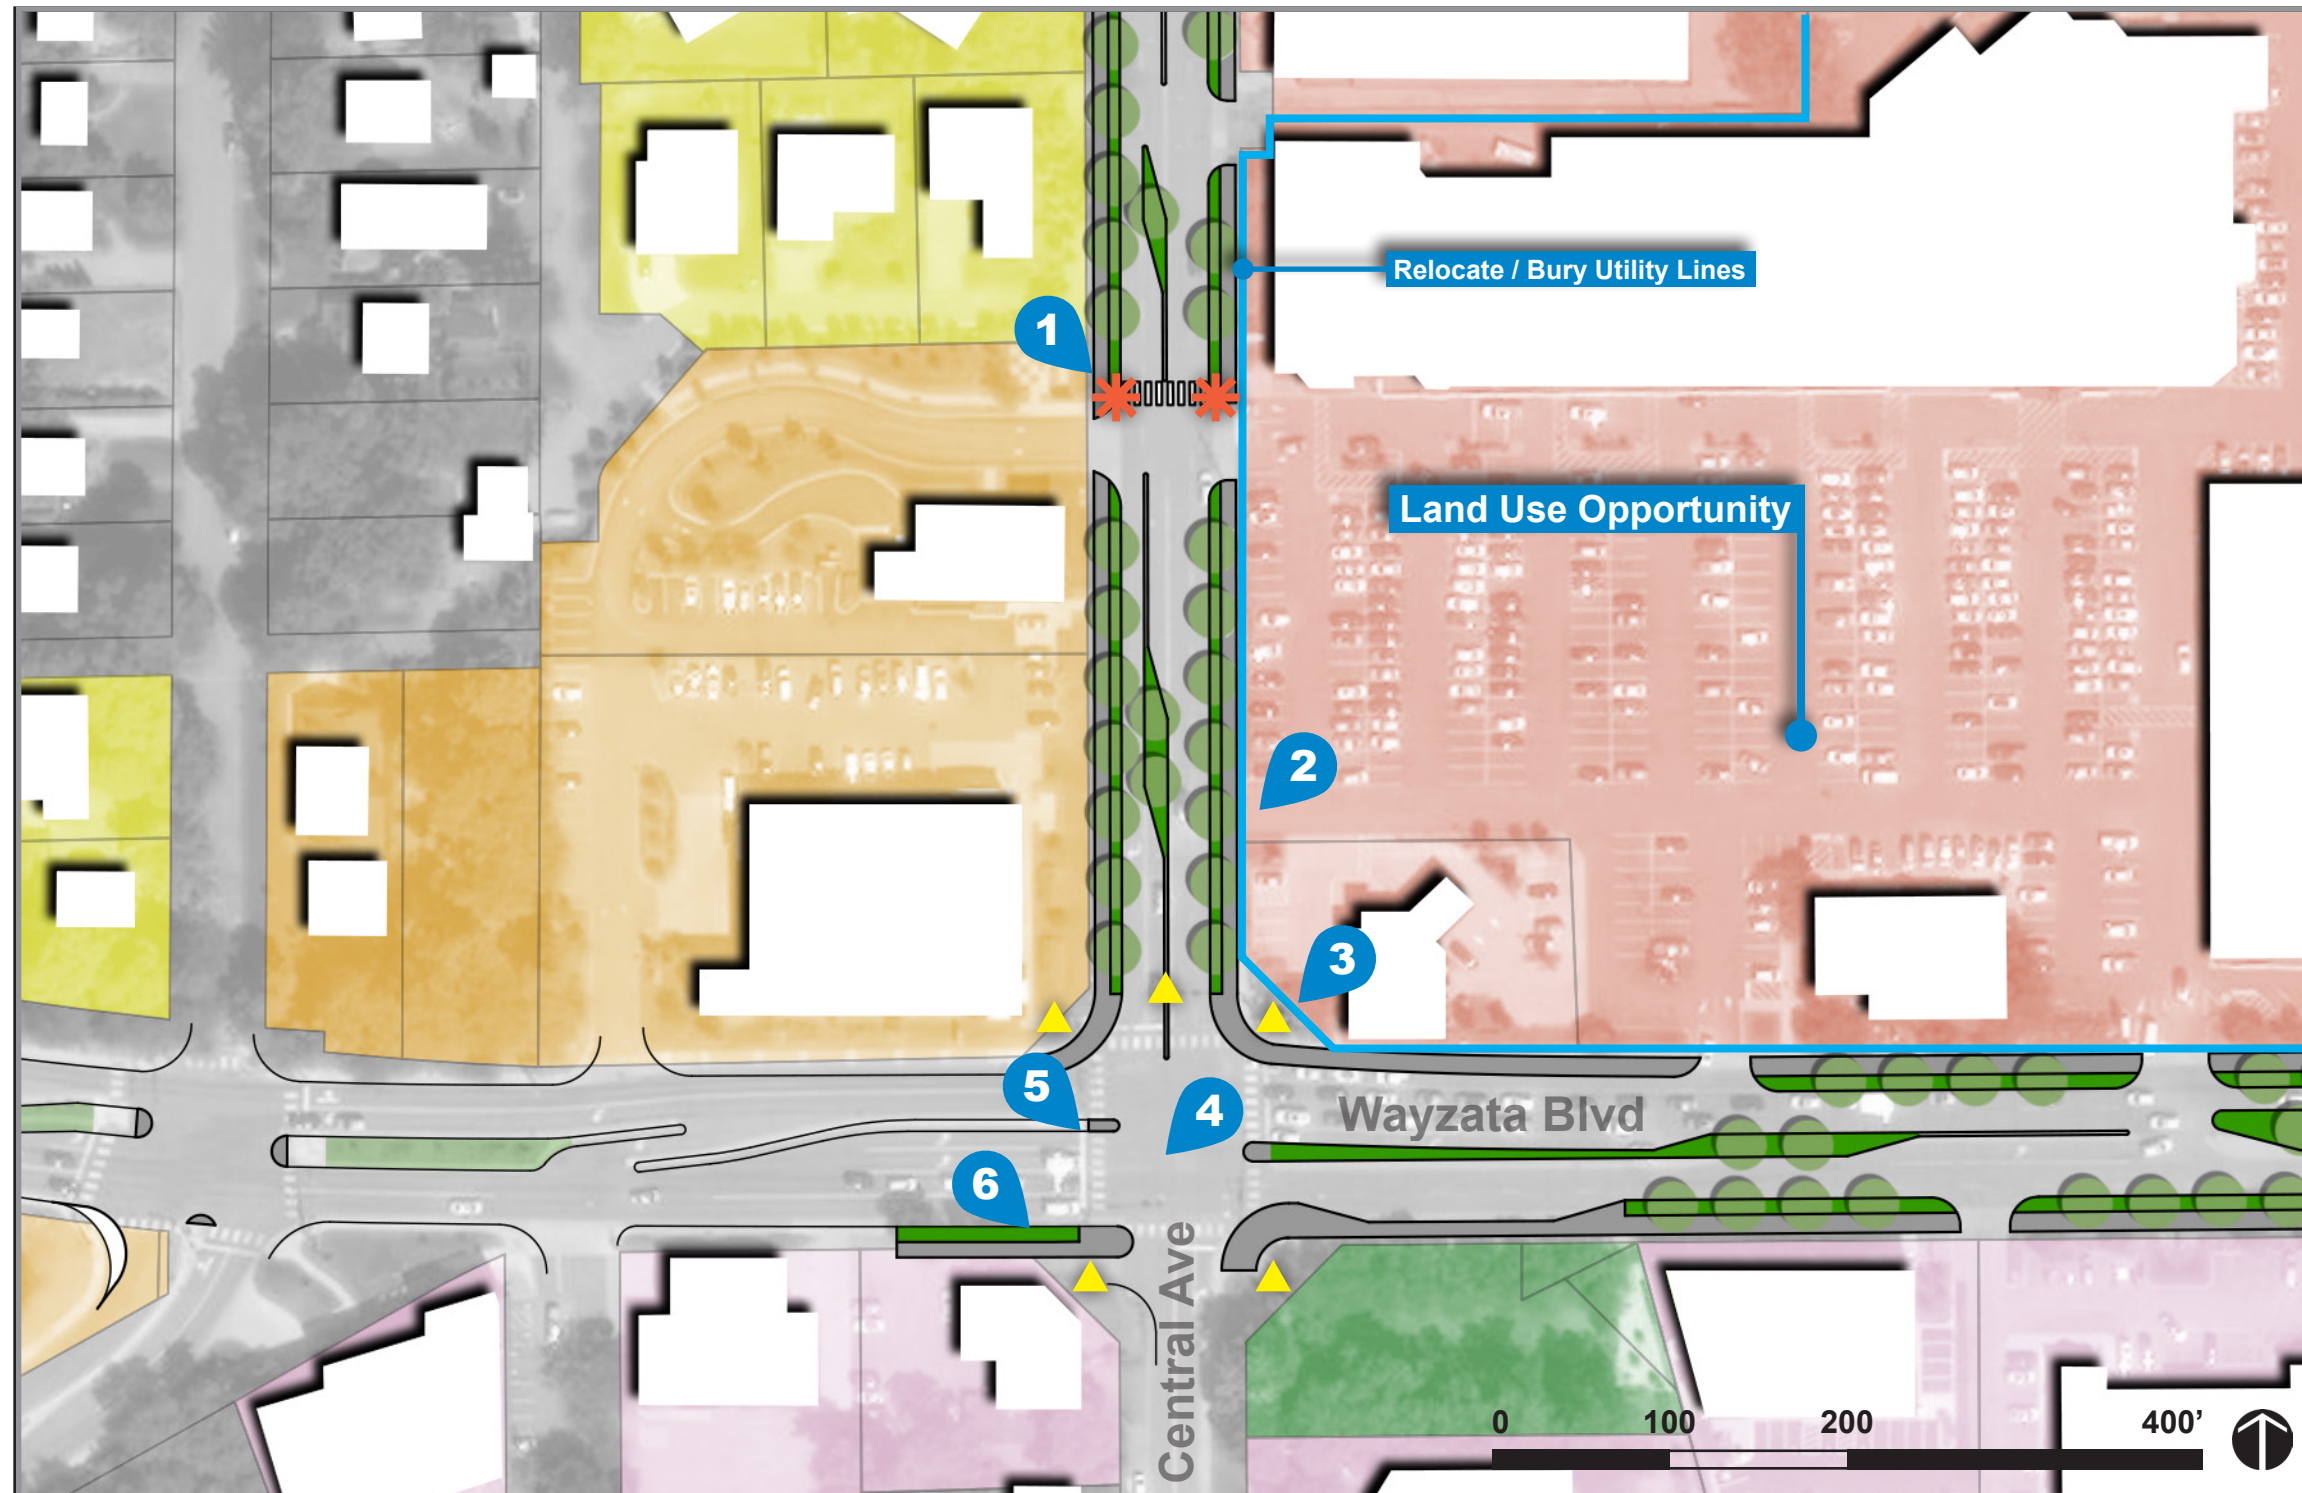 Relocate / Bury Utility Lines
1
Land Use Opportunity
2
3
5
4
Wayzata Blvd
6
Central Ave
0 100 200 400’